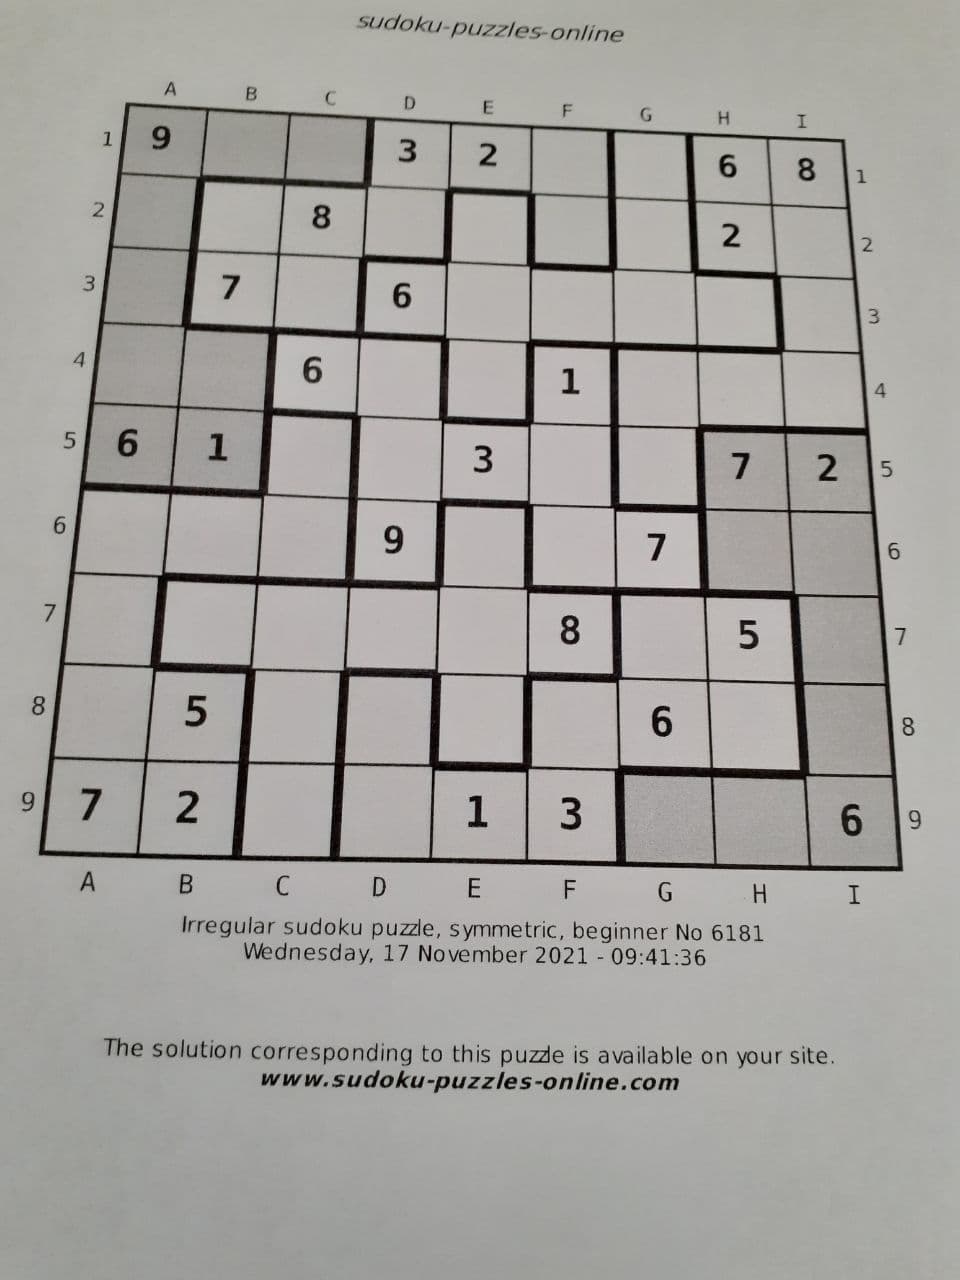 sudoku-puzzles-online
A B C D E F G H I
1 9 3 2 6 8 1
2 8 2 2
3 7 6 3
4 6 1 4
5 6 1 3 7 2 5
6 9 7 6
7 8 5 7
8 5 6 8
9 7 2 1 3 6 9
A B C D E F G H I
Irregular sudoku puzzle, symmetric, beginner No 6181
Wednesday, 17 November 2021 - 09:41:36
The solution corresponding to this puzzle is available on your site.
www.sudoku-puzzles-online.com